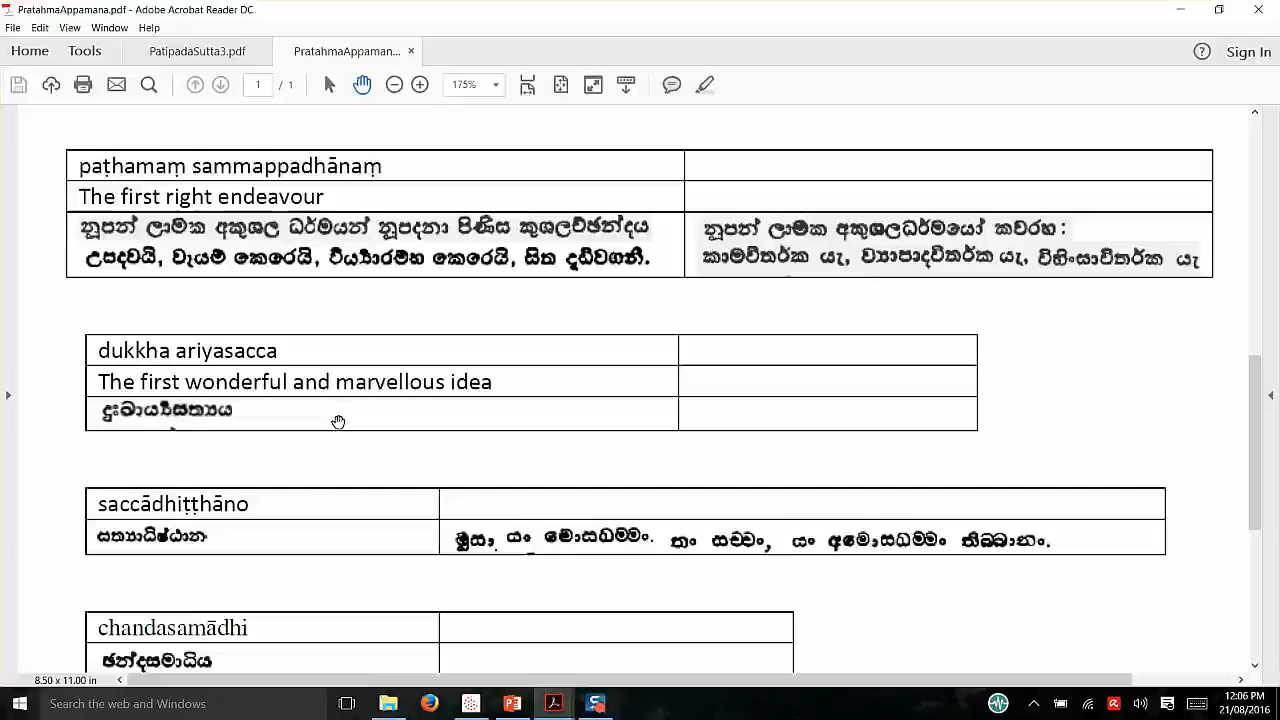 PratahmaAppamana.pdf - Adobe Acrobat Reader DC
File Edit View Window Help
Home Tools PatipadaSutta3.pdf PratahmaAppaman... × Sign In
1 / 1 175%
paṭhamaṃ sammappadhānaṃ
The first right endeavour
නූපන් ලාමක අකුශල ධර්මයන් නූපදනා පිණිස කුශලච්ඡන්දය
උපදවයි, වෑයම් කෙරෙයි, වීර්‍ය්‍යාරම්භ කෙරෙයි, සිත දැඩිවගනී.
නූපන් ලාමක අකුශලධර්මයෝ කවරහ:
කාමවිතර්ක යැ, ව්‍යාපාදවිතර්ක යැ, විහිංසාවිතර්ක යැ
dukkha ariyasacca
The first wonderful and marvellous idea
දුඃඛාර්‍ය්‍යසත්‍යය
saccādhiṭṭhāno
සත්‍යාධිෂ්ඨාන
මුසා, යං මොසධම්මං. තං සච්චං, යං අමොසධම්මං නිබ්බානං.
chandasamādhi
ඡන්දසමාධිය
8.50 x 11.00 in
Search the web and Windows
12:06 PM
21/08/2016